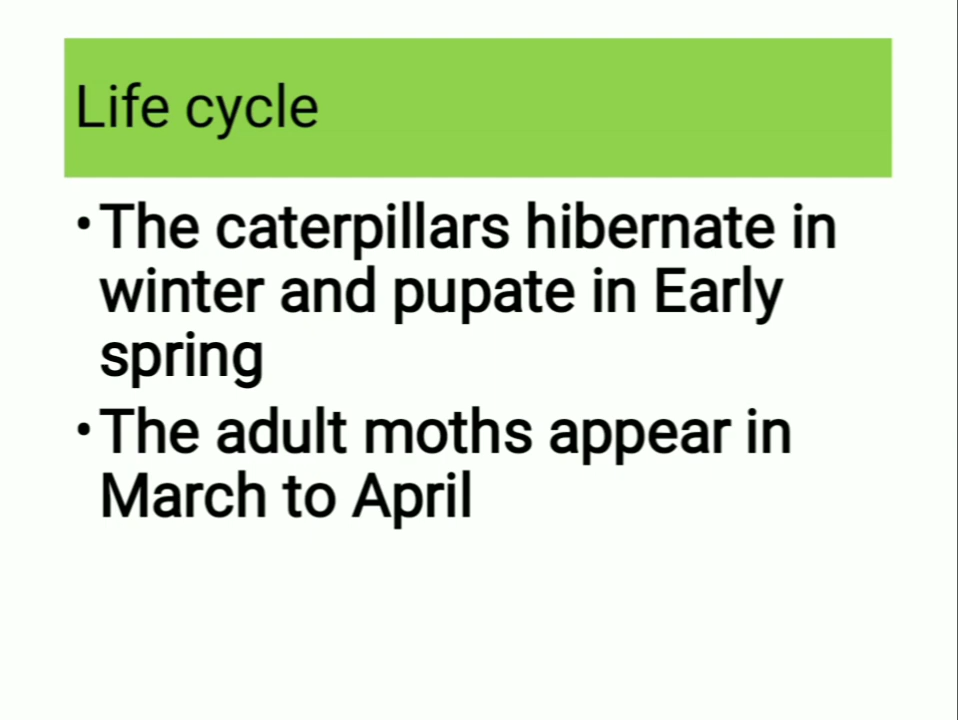 Life cycle
•The caterpillars hibernate in
winter and pupate in Early
spring
•The adult moths appear in
March to April